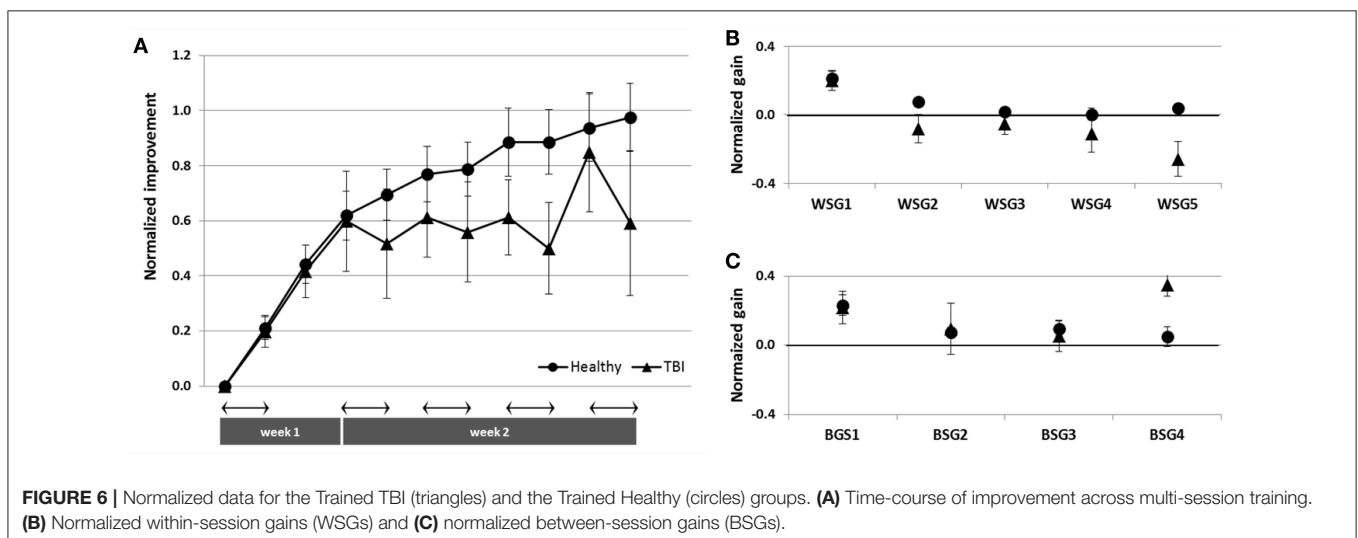 A
Normalized improvement
1.2
1.0
0.8
0.6
0.4
0.2
0.0
Healthy TBI
week 1 week 2
B
Normalized gain
0.4
0.0
-0.4
WSG1 WSG2 WSG3 WSG4 WSG5
C
Normaized gain
0.4
0.0
-0.4
BGS1 BSG2 BSG3 BSG4
FIGURE 6 | Normalized data for the Trained TBI (triangles) and the Trained Healthy (circles) groups. (A) Time-course of improvement across multi-session training.
(B) Normalized within-session gains (WSGs) and (C) normalized between-session gains (BSGs).